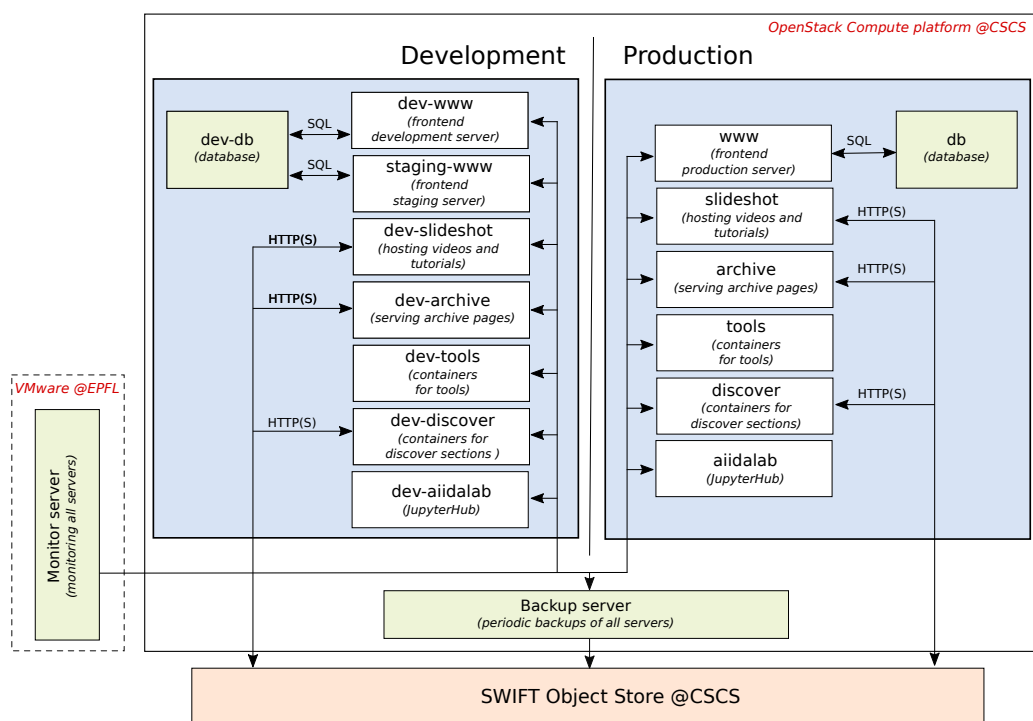 OpenStack Compute platform @CSCS
Development
Production
dev-db
(database)
SQL
SQL
dev-www
(frontend
development server)
staging-www
(frontend
staging server)
HTTP(S)
dev-slideshot
(hosting videos and
tutorials)
HTTP(S)
dev-archive
(serving archive pages)
dev-tools
(containers
for tools)
HTTP(S)
dev-discover
(containers for
discover sections )
dev-aiidalab
(JupyterHub)
www
(frontend
production server)
SQL
db
(database)
slideshot
(hosting videos and
tutorials)
HTTP(S)
archive
(serving archive pages)
HTTP(S)
tools
(containers
for tools)
discover
(containers for
discover sections)
HTTP(S)
aiidalab
(JupyterHub)
VMware @EPFL
Monitor server
(monitoring all servers)
Backup server
(periodic backups of all servers)
SWIFT Object Store @CSCS